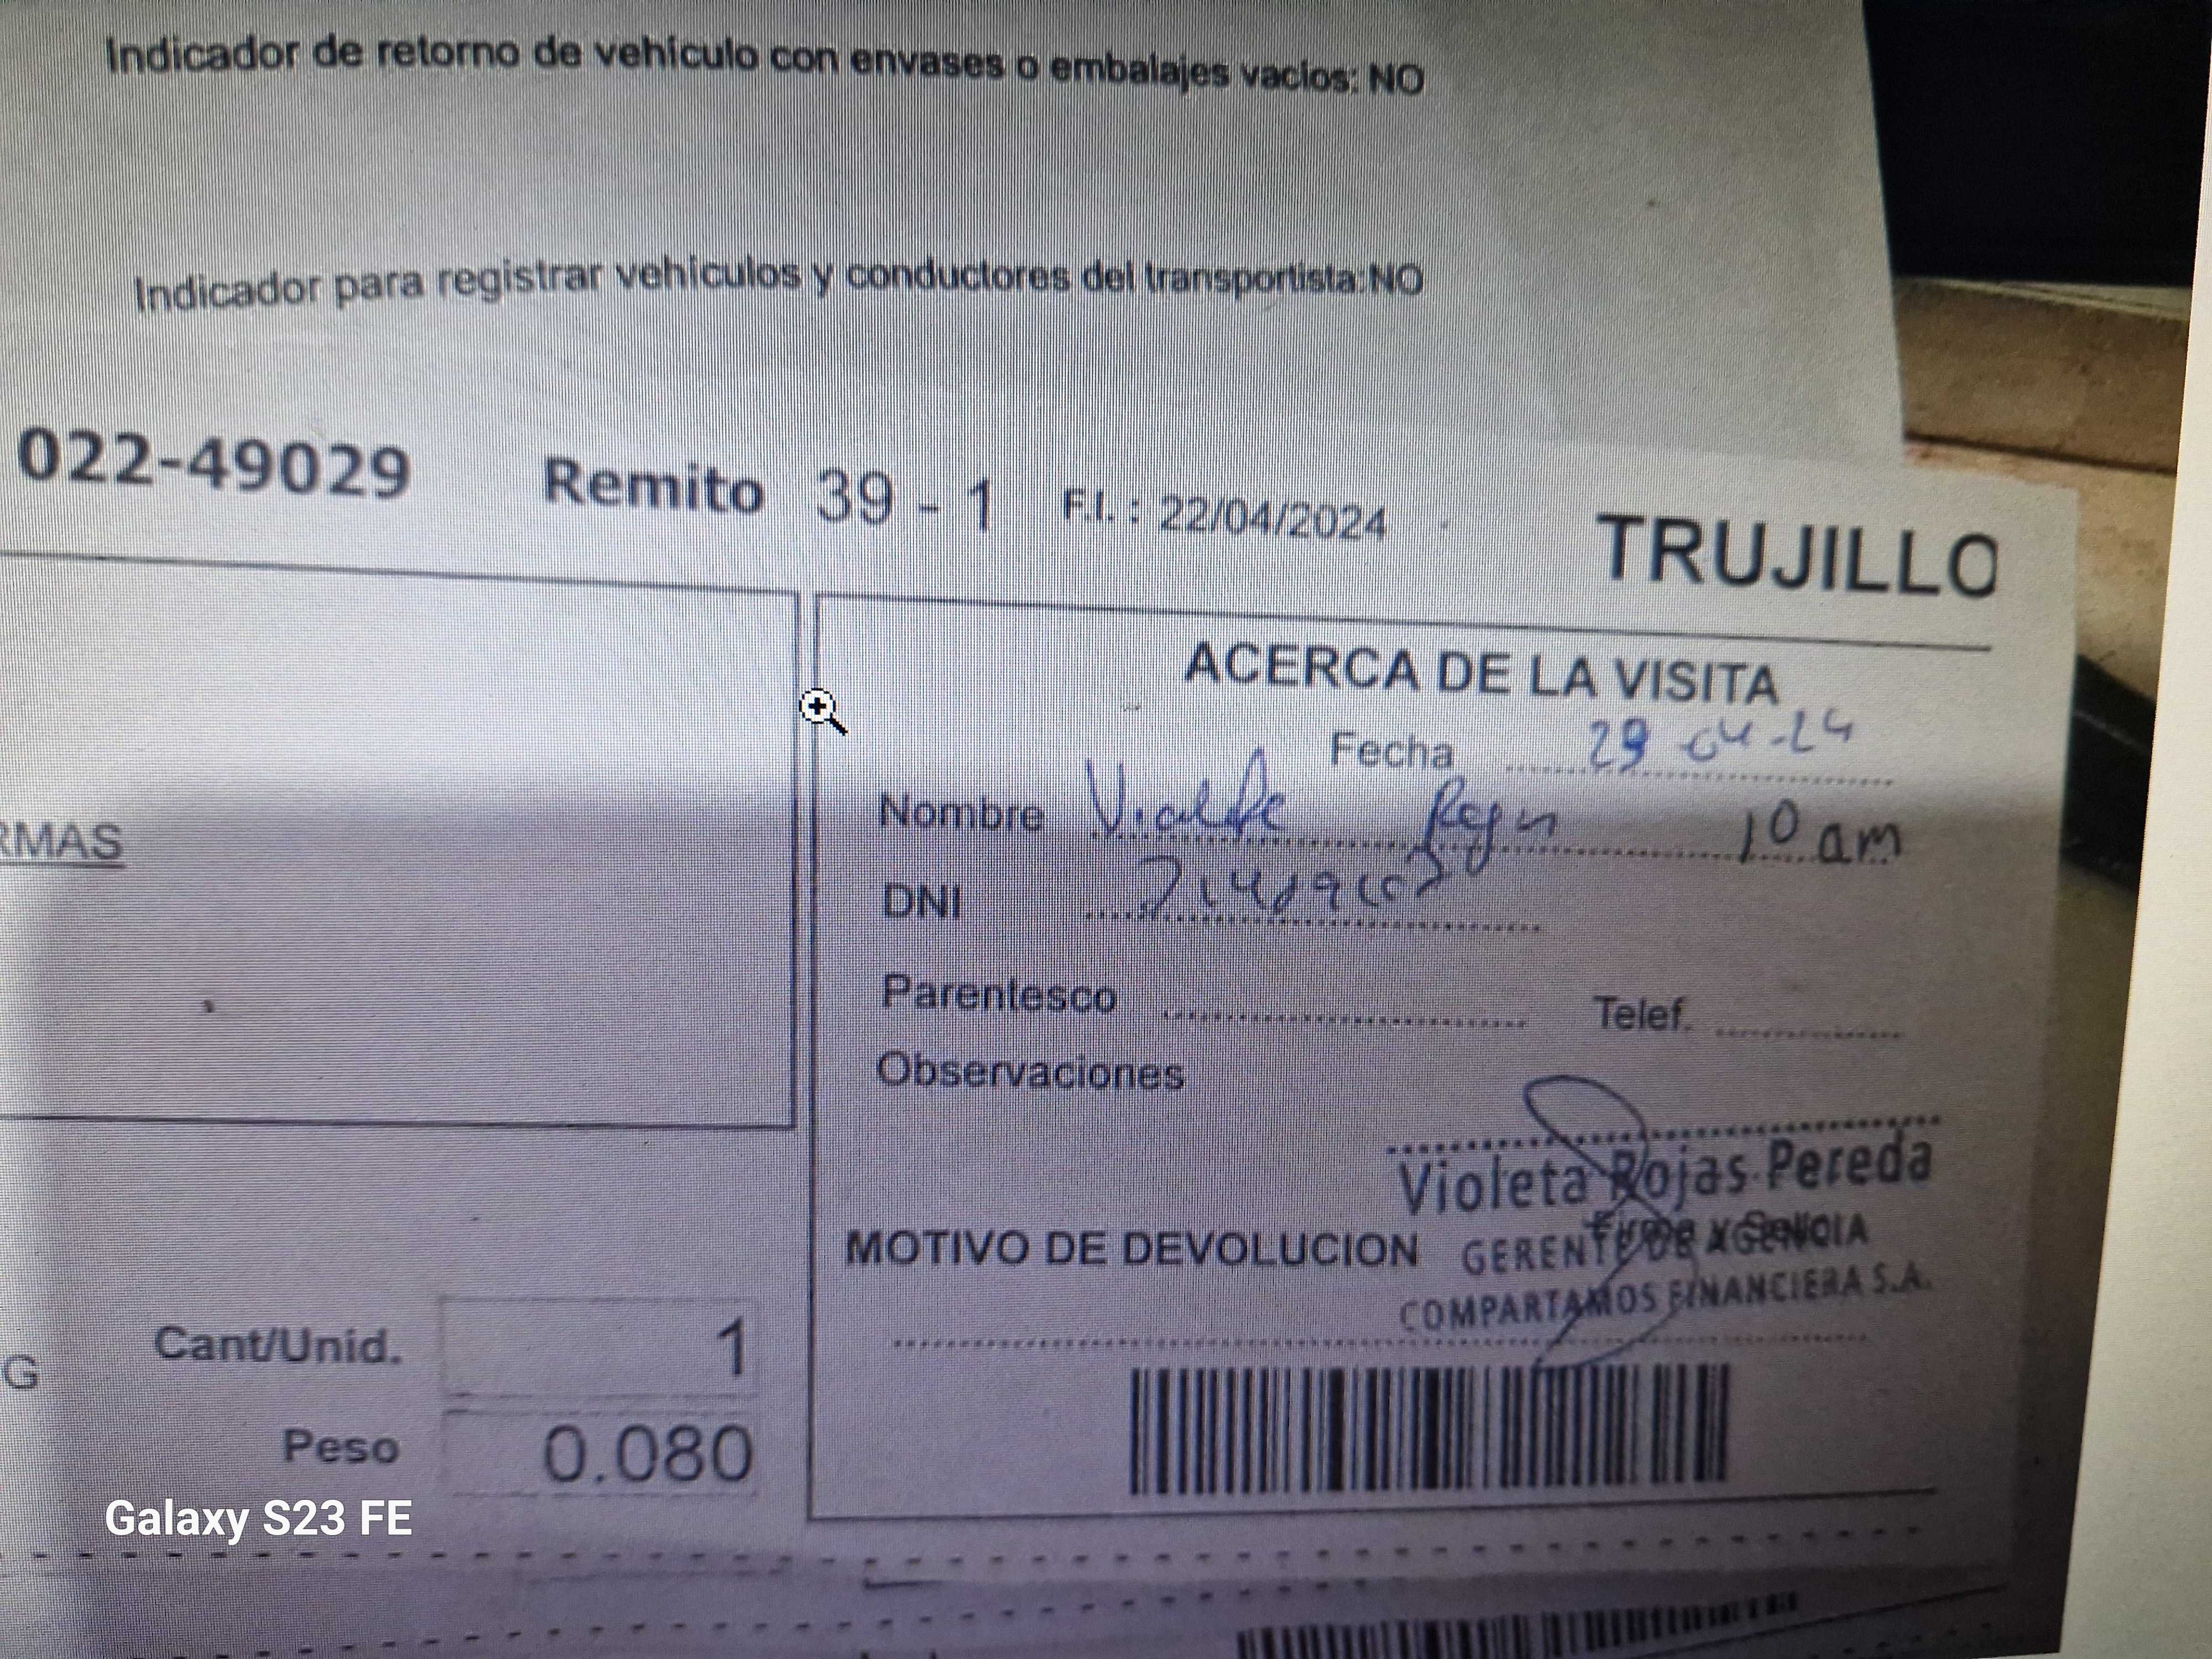 Indicador de retorno de vehículo con envases o embalajes vacíos: NO
Indicador para registrar vehículos y conductores del transportista:NO
022-49029 Remito 39 - 1 F.I. : 22/04/2024 TRUJILLO
ACERCA DE LA VISITA
Fecha 29 04-24
Nombre 10 am
RMAS
DNI
Parentesco Telef.
Observaciones
Violeta Rojas Pereda
MOTIVO DE DEVOLUCION GERENTE DE AGENCIA
COMPARTAMOS FINANCIERA S.A.
Cant/Unid. 1
G
Peso 0.080
Galaxy S23 FE